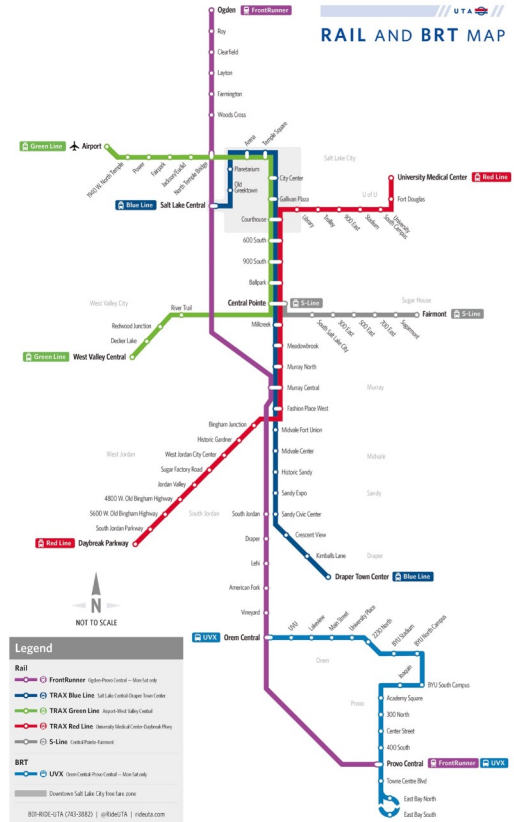 UTA
RAIL AND BRT MAP
Ogden FrontRunner
Roy
Clearfield
Layton
Farmington
Woods Cross
Green Line Airport
1940 W. North Temple
Power
Fairpark
Jackson/Euclid
North Temple Bridge
Arena
Temple Square
Salt Lake City
Planetarium
Old Greektown
City Center
Blue Line Salt Lake Central
Gallivan Plaza
Courthouse
University Medical Center Red Line
U of U
Fort Douglas
Library
Trolley
900 East
Stadium
University
South Campus
600 South
900 South
Ballpark
Central Pointe S-Line
West Valley City
River Trail
Sugar House
Fairmont S-Line
South Salt Lake City
300 East
500 East
700 East
Sugarmont
Redwood Junction
Decker Lake
Green Line West Valley Central
Millcreek
Meadowbrook
Murray North
Murray Central
Murray
Fashion Place West
Bingham Junction
Historic Gardner
West Jordan
West Jordan City Center
Sugar Factory Road
Jordan Valley
4800 W. Old Bingham Highway
5600 W. Old Bingham Highway
South Jordan
South Jordan Parkway
Red Line Daybreak Parkway
Midvale Fort Union
Midvale Center
Midvale
Historic Sandy
Sandy Expo
Sandy
Sandy Civic Center
Crescent View
Kimballs Lane
Draper
Draper Town Center Blue Line
South Jordan
Draper
Lehi
American Fork
Vineyard
UVX Orem Central
UVU
Lakeview
Main Street
University Place
2230 North
BYU Stadium
BYU North Campus
Orem
Joaquin
BYU South Campus
Provo
Academy Square
300 North
Center Street
400 South
Provo Central FrontRunner UVX
Towne Centre Blvd
East Bay North
East Bay South
N
NOT TO SCALE
Legend
Rail
FrontRunner Ogden-Provo Central – Mon-Sat only
TRAX Blue Line Salt Lake Central-Draper Town Center
TRAX Green Line Airport-West Valley Central
TRAX Red Line University Medical Center-Daybreak Pkwy
S-Line Central Pointe-Fairmont
BRT
UVX Orem Central-Provo Central – Mon-Sat only
Downtown Salt Lake City free fare zone
801-RIDE-UTA (743-3882) | @RideUTA | rideuta.com